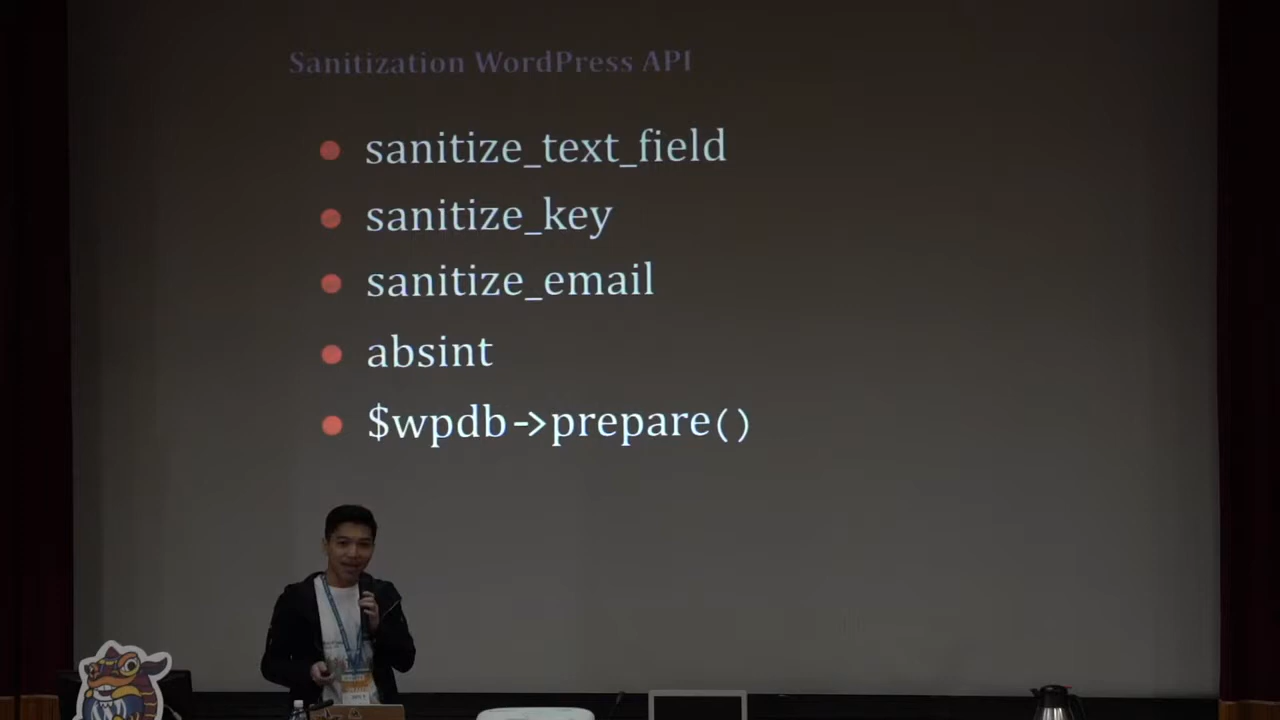 Sanitization WordPress API
sanitize_text_field
sanitize_key
sanitize_email
absint
$wpdb->prepare()